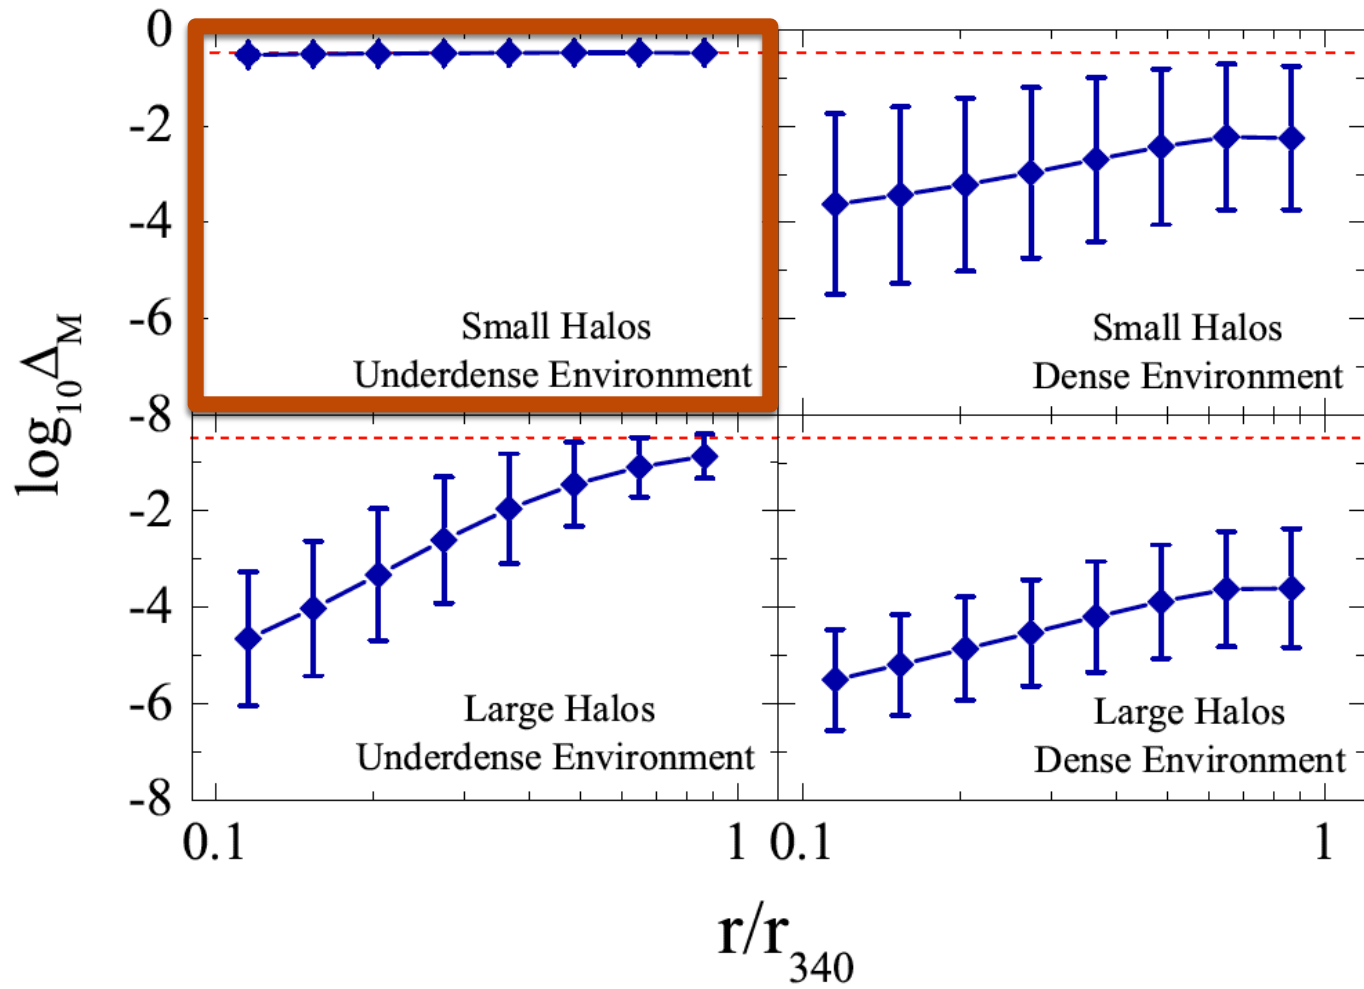 0
-2
-4
-6
-8
-2
-4
-6
-8
log₁₀Δ_M
Small Halos
Underdense Environment
Small Halos
Dense Environment
Large Halos
Underdense Environment
Large Halos
Dense Environment
0.1
1
0.1
1
r/r₃₄₀